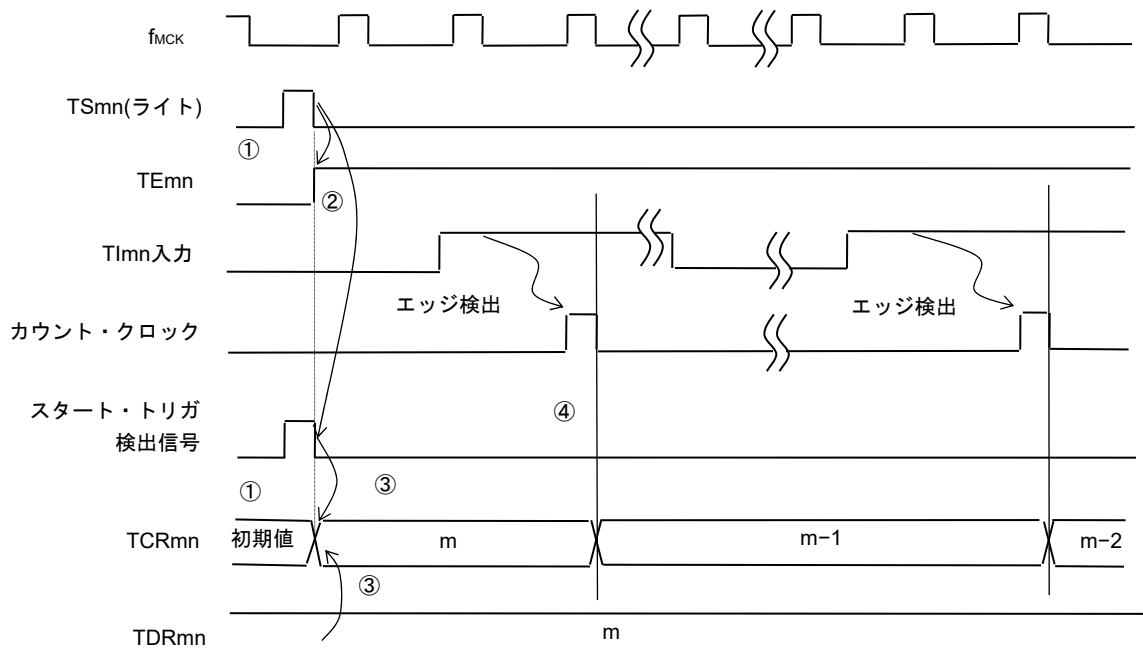 fMCK
TSmn(ライト)
①
TEmn
②
TImn入力
エッジ検出
エッジ検出
カウント・クロック
④
スタート・トリガ
検出信号
①
③
TCRmn
初期値
m
m−1
m−2
③
TDRmn
m